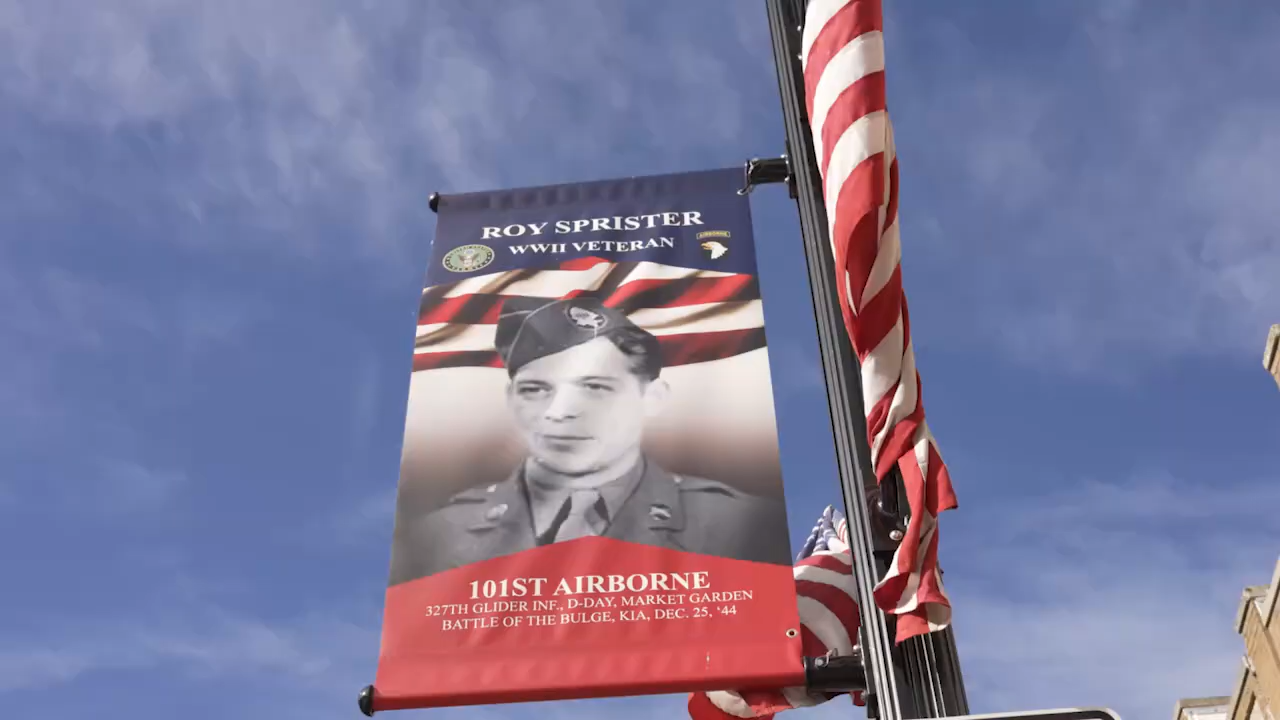 ROY SPRISTER
WWII VETERAN
AIRBORNE
101ST AIRBORNE
327TH GLIDER INF., D-DAY, MARKET GARDEN
BATTLE OF THE BULGE, KIA, DEC. 25, '44